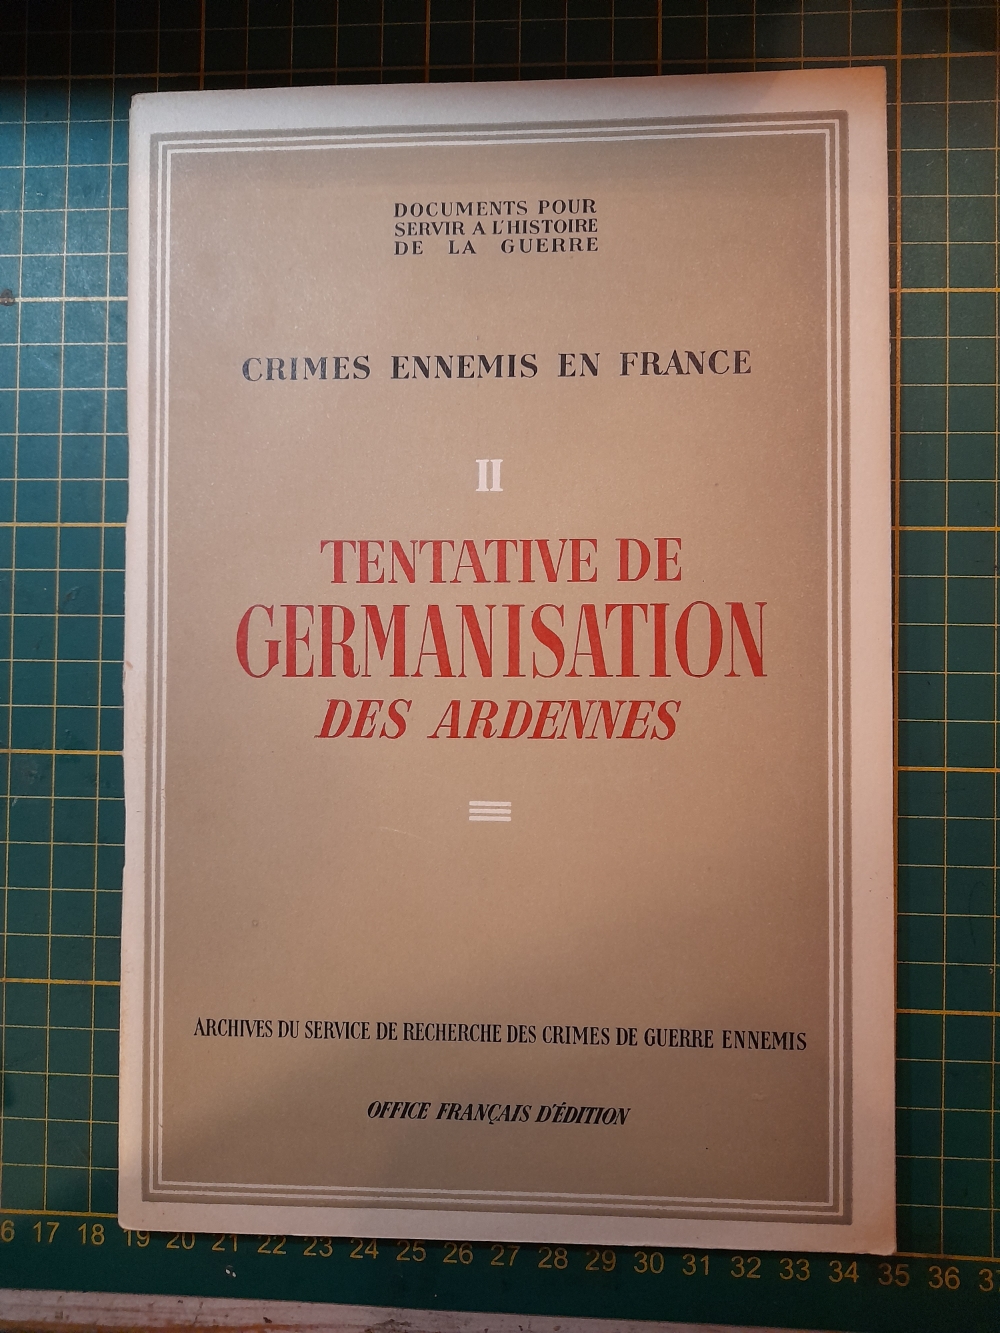 DOCUMENTS POUR
SERVIR A L'HISTOIRE
DE LA GUERRE
CRIMES ENNEMIS EN FRANCE
II
TENTATIVE DE
GERMANISATION
DES ARDENNES
ARCHIVES DU SERVICE DE RECHERCHE DES CRIMES DE GUERRE ENNEMIS
OFFICE FRANÇAIS D'ÉDITION
6 17 18 19 20 21 22 23 24 25 26 27 28 29 30 31 32 33 34 35 36